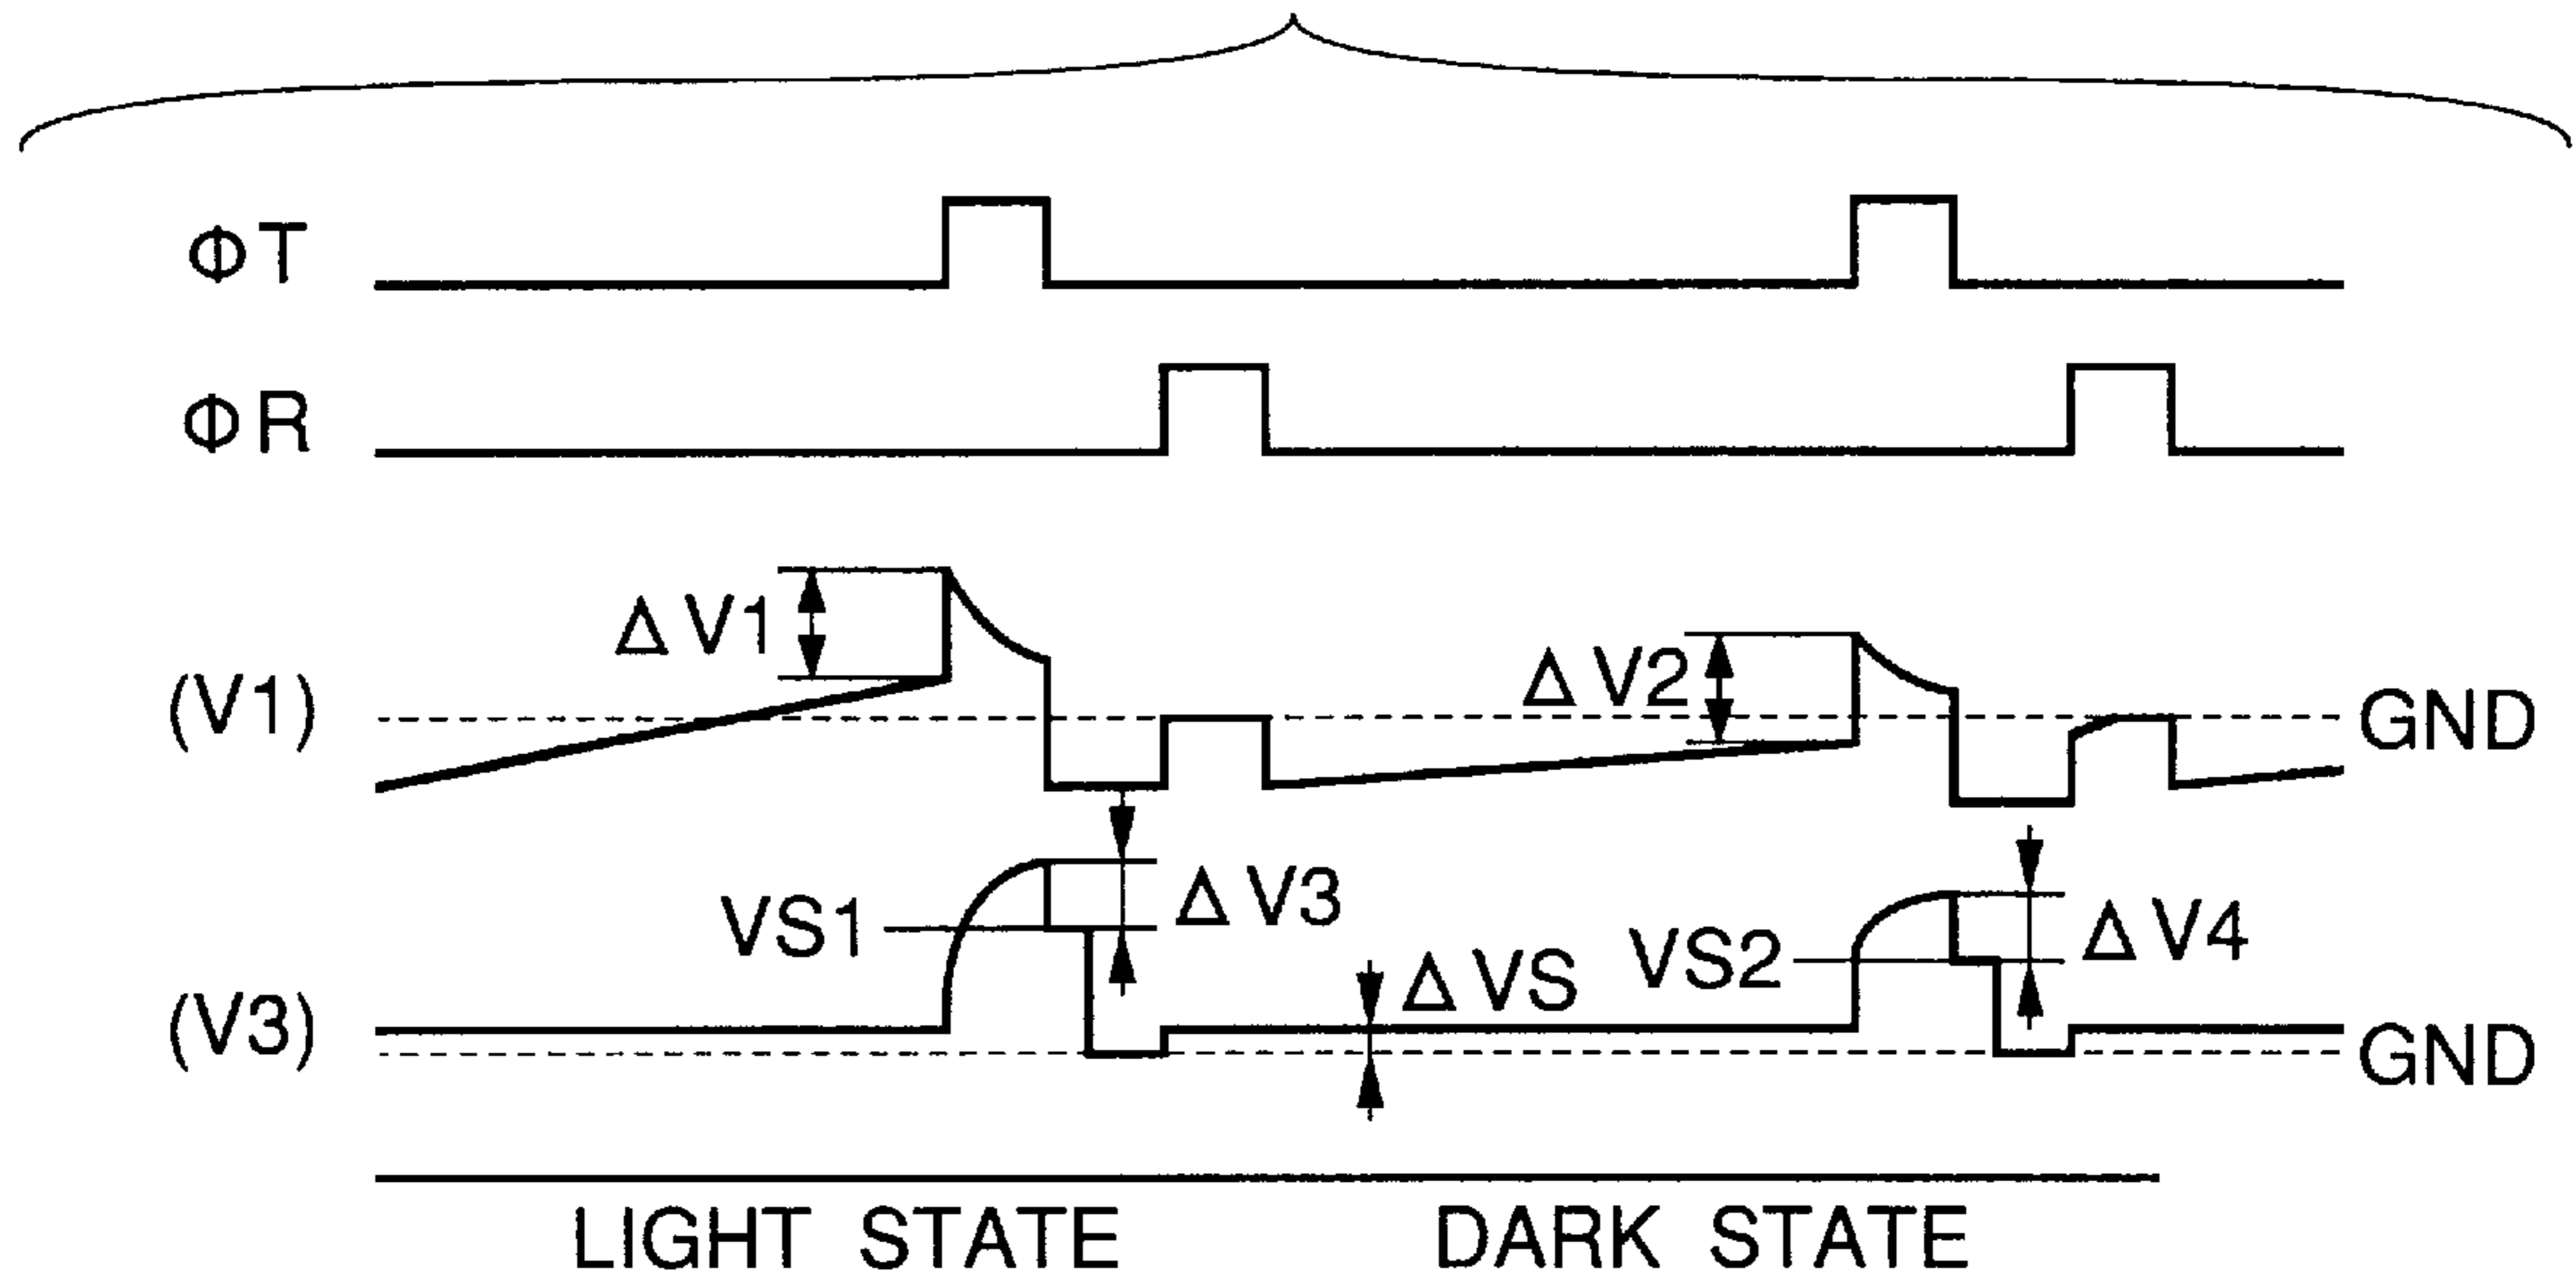 ΦT
ΦR
ΔV1
ΔV2
(V1)
GND
VS1
ΔV3
ΔVS
VS2
ΔV4
(V3)
GND
LIGHT STATE
DARK STATE